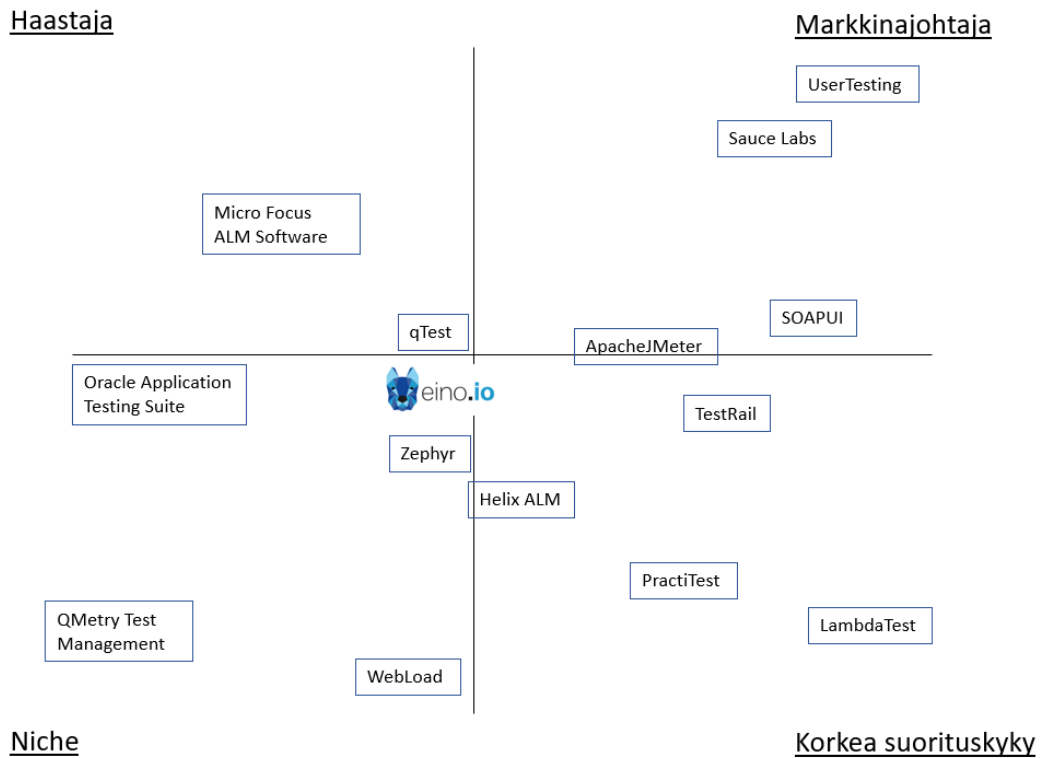 Haastaja
Markkinajohtaja
UserTesting
Sauce Labs
Micro Focus
ALM Software
SOAPUI
qTest
ApacheJMeter
Oracle Application
Testing Suite
eino.io
TestRail
Zephyr
Helix ALM
PractiTest
QMetry Test
Management
LambdaTest
WebLoad
Niche
Korkea suorituskyky